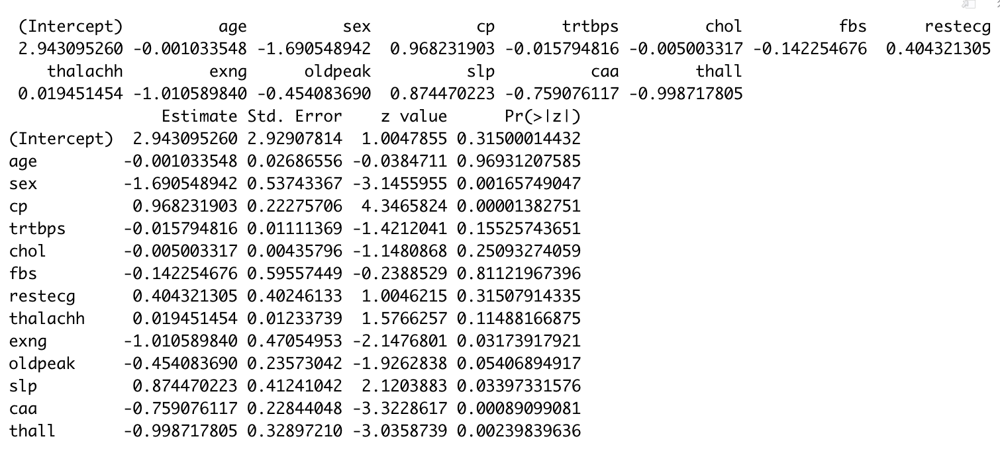 (Intercept) age sex cp trtbps chol fbs restecg
2.943095260 -0.001033548 -1.690548942 0.968231903 -0.015794816 -0.005003317 -0.142254676 0.404321305
thalachh exng oldpeak slp caa thall
0.019451454 -1.010589840 -0.454083690 0.874470223 -0.759076117 -0.998717805
Estimate Std. Error z value Pr(>|z|)
(Intercept) 2.943095260 2.92907814 1.0047855 0.31500014432
age -0.001033548 0.02686556 -0.0384711 0.96931207585
sex -1.690548942 0.53743367 -3.1455955 0.00165749047
cp 0.968231903 0.22275706 4.3465824 0.00001382751
trtbps -0.015794816 0.01111369 -1.4212041 0.15525743651
chol -0.005003317 0.00435796 -1.1480868 0.25093274059
fbs -0.142254676 0.59557449 -0.2388529 0.81121967396
restecg 0.404321305 0.40246133 1.0046215 0.31507914335
thalachh 0.019451454 0.01233739 1.5766257 0.11488166875
exng -1.010589840 0.47054953 -2.1476801 0.03173917921
oldpeak -0.454083690 0.23573042 -1.9262838 0.05406894917
slp 0.874470223 0.41241042 2.1203883 0.03397331576
caa -0.759076117 0.22844048 -3.3228617 0.00089099081
thall -0.998717805 0.32897210 -3.0358739 0.00239839636